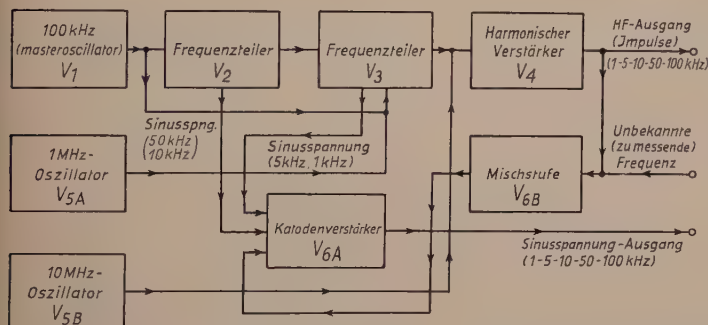 100 kHz
(masteroscillator)
V1
Frequenzteiler
V2
Frequenzteiler
V3
Harmonischer
Verstärker
V4
HF-Ausgang
(Jmpulse)
(1-5-10-50-100 kHz)
Sinusspng.
(50 kHz)
(10 kHz)
Sinusspannung
(5kHz, 1kHz)
Unbekannte
(zu messende)
Frequenz
1MHz-
Oszillator
V5A
Mischstufe
V6B
Katodenverstärker
V6A
Sinusspannung-Ausgang
(1-5-10-50-100 kHz)
10MHz-
Oszillator
V5B